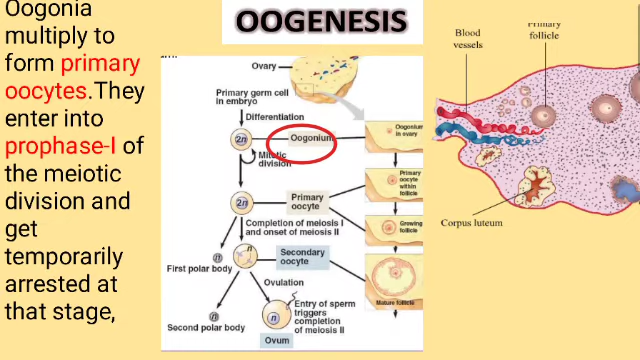 OOGENESIS
Oogonia
multiply to
form primary
oocytes.They
enter into
prophase-I of
the meiotic
division and
get
temporarily
arrested at
that stage,
Ovary
Primary germ cell
in embryo
Differentiation
2n
Oogonium
Oogonium
in ovary
Mitotic
division
2n
Primary
oocyte
Primary
oocyte
within
follicle
Completion of meiosis I
and onset of meiosis II
Growing
follicle
n
n
First polar body
Secondary
oocyte
Ovulation
Mature follicle
n
n
Second polar body
Entry of sperm
triggers
completion
of meiosis II
Ovum
Blood
vessels
Primary
follicle
Corpus luteum